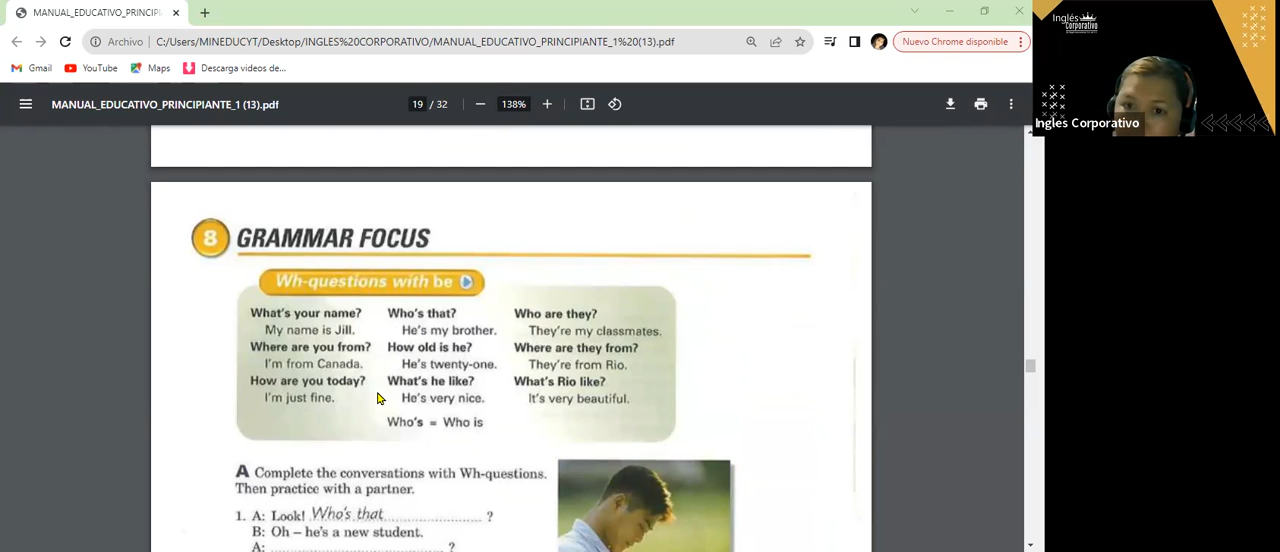 MANUAL_EDUCATIVO_PRINCIPI
Archivo
C:/Users/MINEDUCYT/Desktop/INGLES%20CORPORATIVO/MANUAL_EDUCATIVO_PRINCIPIANTE_1%20(13).pdf
Nuevo Chrome disponible
Gmail
YouTube
Maps
Descarga videos de...
MANUAL_EDUCATIVO_PRINCIPIANTE_1 (13).pdf
19 / 32
138%
Inglés
Corporativo
Ingles Corporativo
8 GRAMMAR FOCUS
Wh-questions with be
What's your name?
My name is Jill.
Where are you from?
I'm from Canada.
How are you today?
I'm just fine.
Who's that?
He's my brother.
How old is he?
He's twenty-one.
What's he like?
He's very nice.
Who's = Who is
Who are they?
They're my classmates.
Where are they from?
They're from Rio.
What's Rio like?
It's very beautiful.
A Complete the conversations with Wh-questions.
Then practice with a partner.
1. A: Look! Who's that ?
B: Oh – he's a new student.
A: ?